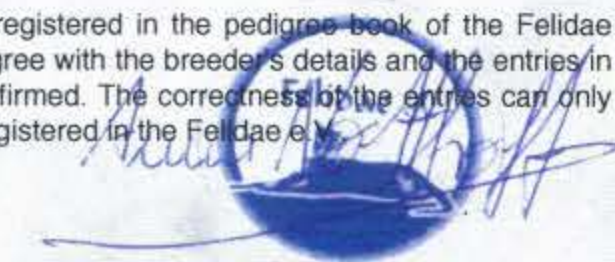 registered in the pedigree book of the Felidae
gree with the breeder's details and the entries in
firmed. The correctness of the entries can only
gistered in the Felidae e.V.